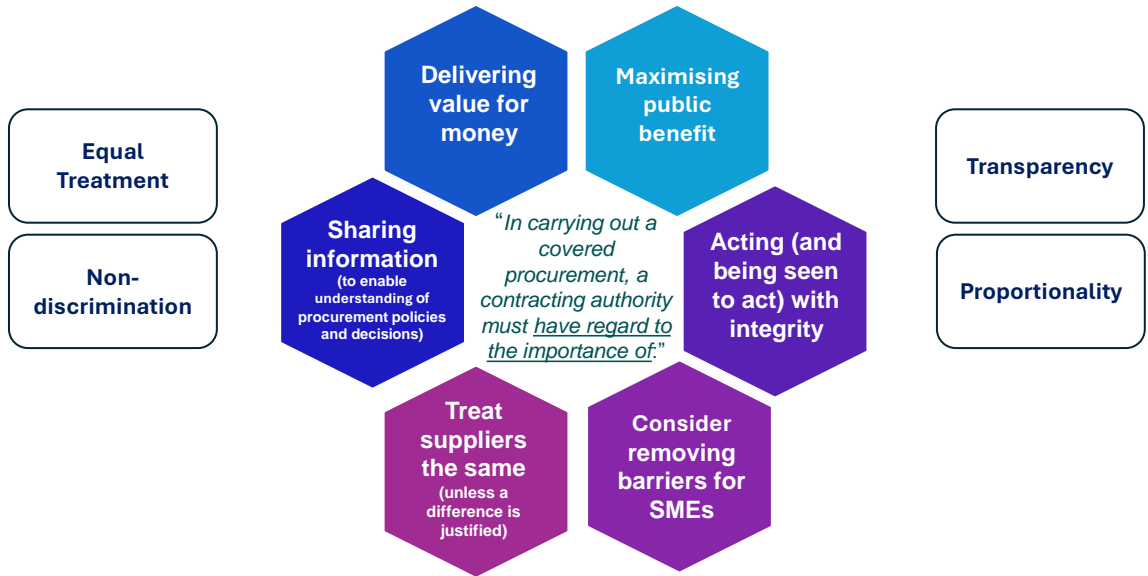 Delivering
value for
money
Maximising
public
benefit
Equal
Treatment
Non-
discrimination
Sharing
information
(to enable
understanding of
procurement policies
and decisions)
“In carrying out a
covered
procurement, a
contracting authority
must have regard to
the importance of:”
Acting (and
being seen
to act) with
integrity
Transparency
Proportionality
Treat
suppliers
the same
(unless a
difference is
justified)
Consider
removing
barriers for
SMEs